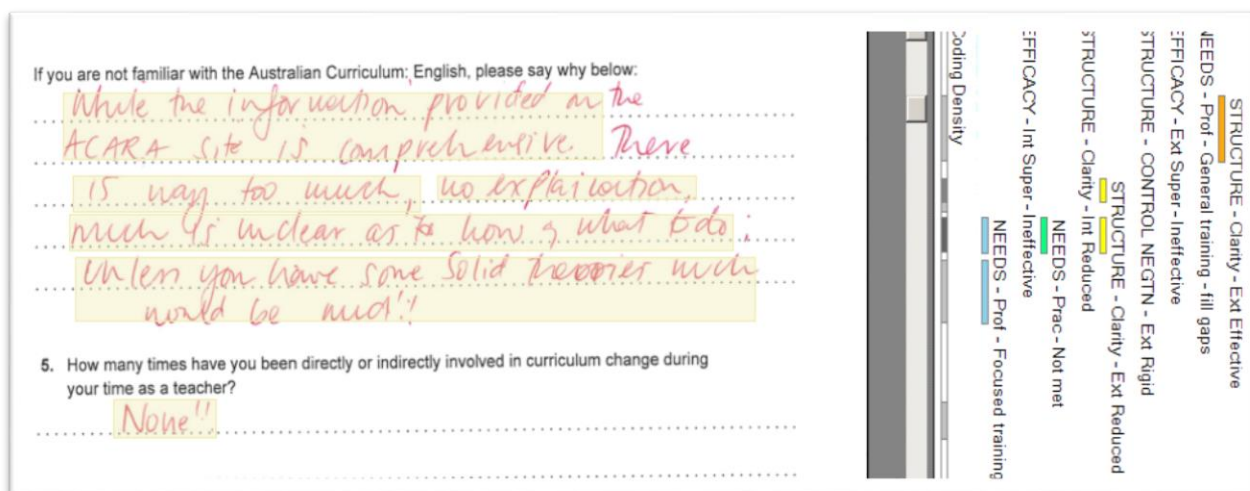 If you are not familiar with the Australian Curriculum: English, please say why below:
While the information provided on the
ACARA site is comprehensive. There
is way too much, no explaination,
much is unclear as to how & what to do;
Unless you have some solid theories much
would be mud!!
5. How many times have you been directly or indirectly involved in curriculum change during
your time as a teacher?
None!!
STRUCTURE - Clarity - Ext Effective
NEEDS - Prof - General training - fill gaps
EFFICACY - Ext Super - Ineffective
STRUCTURE - CONTROL NEGTN - Ext Rigid
STRUCTURE - Clarity - Ext Reduced
STRUCTURE - Clarity - Int Reduced
NEEDS - Prac - Not met
EFFICACY - Int Super - Ineffective
NEEDS - Prof - Focused training
Coding Density